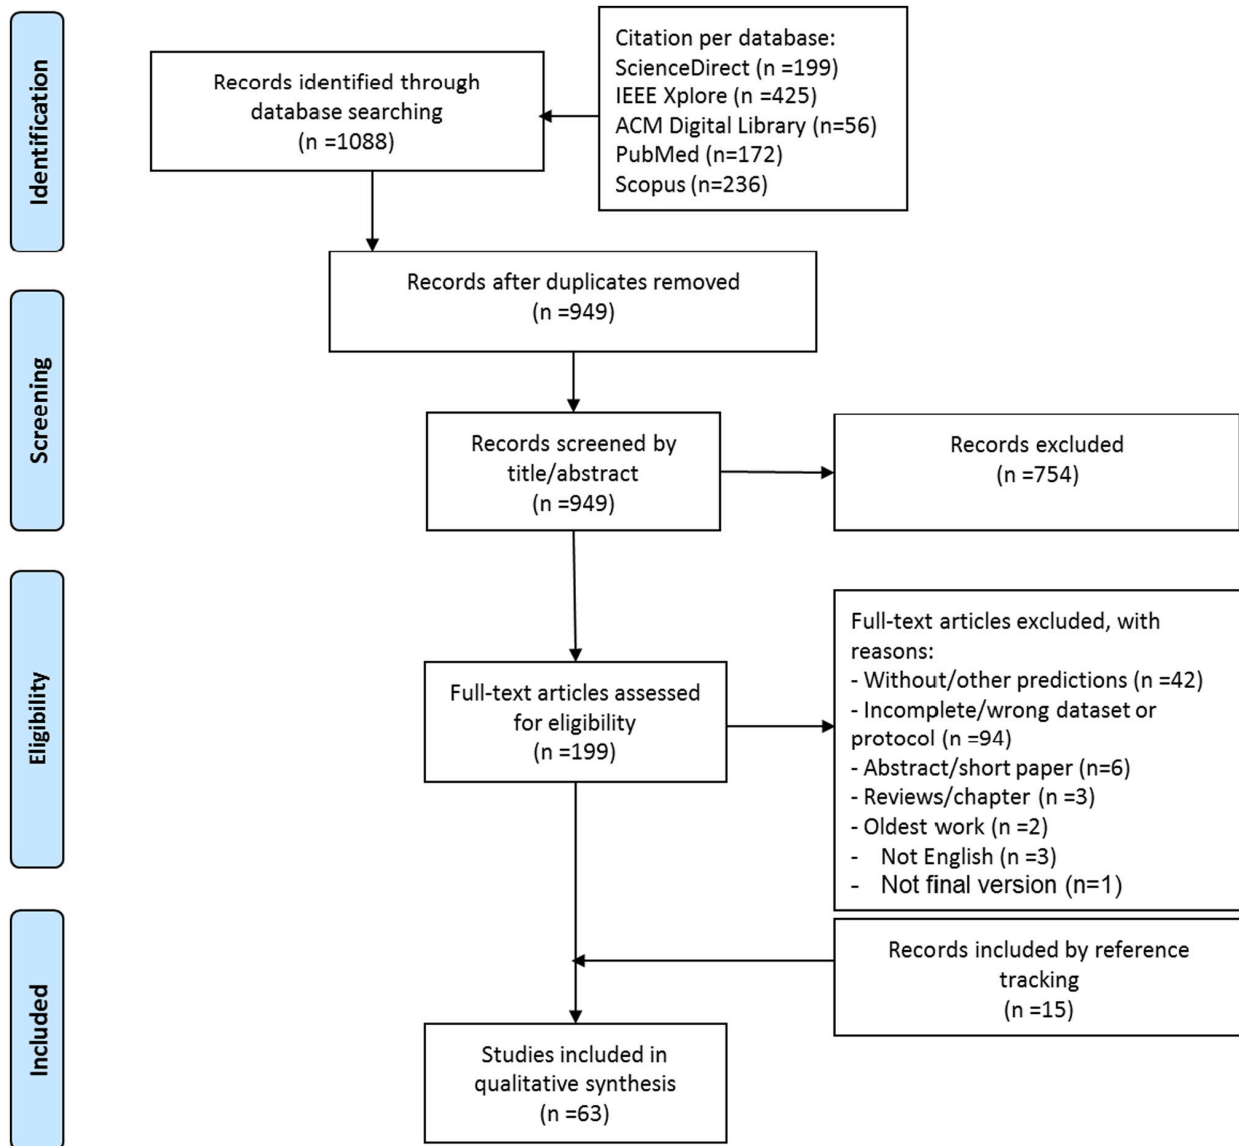 Identification
Records identified through
database searching
(n =1088)
Citation per database:
ScienceDirect (n =199)
IEEE Xplore (n =425)
ACM Digital Library (n=56)
PubMed (n=172)
Scopus (n=236)
Records after duplicates removed
(n =949)
Screening
Records screened by
title/abstract
(n =949)
Records excluded
(n =754)
Eligibility
Full-text articles assessed
for eligibility
(n =199)
Full-text articles excluded, with
reasons:
- Without/other predictions (n =42)
- Incomplete/wrong dataset or
protocol (n =94)
- Abstract/short paper (n=6)
- Reviews/chapter (n =3)
- Oldest work (n =2)
- Not English (n =3)
- Not final version (n=1)
Included
Records included by reference
tracking
(n =15)
Studies included in
qualitative synthesis
(n =63)